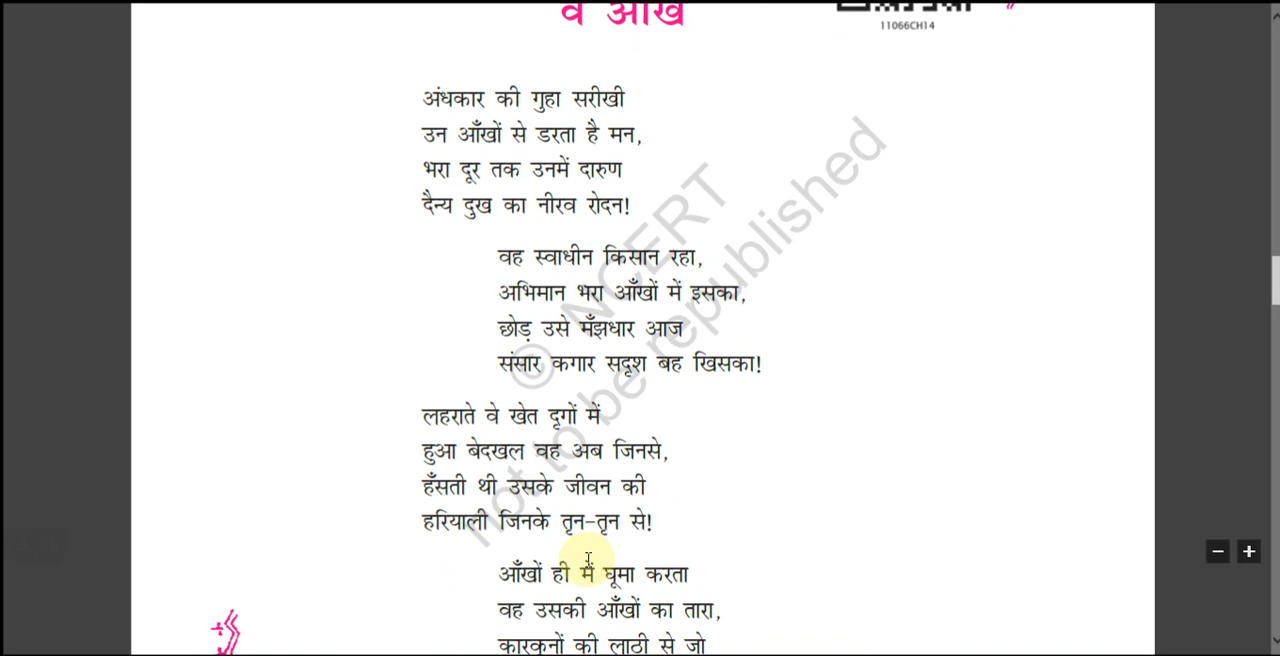 वे आँखें
11066CH14
अंधकार की गुहा सरीखी
उन आँखों से डरता है मन,
भरा दूर तक उनमें दारुण
दैन्य दुख का नीरव रोदन!
वह स्वाधीन किसान रहा,
अभिमान भरा आँखों में इसका,
छोड़ उसे मँझधार आज
संसार कगार सदृश बह खिसका!
लहराते वे खेत दृगों में
हुआ बेदखल वह अब जिनसे,
हँसती थी उसके जीवन की
हरियाली जिनके तृन-तृन से!
आँखों ही में घूमा करता
वह उसकी आँखों का तारा,
कारकुनों की लाठी से जो
© NCERT
not to be republished